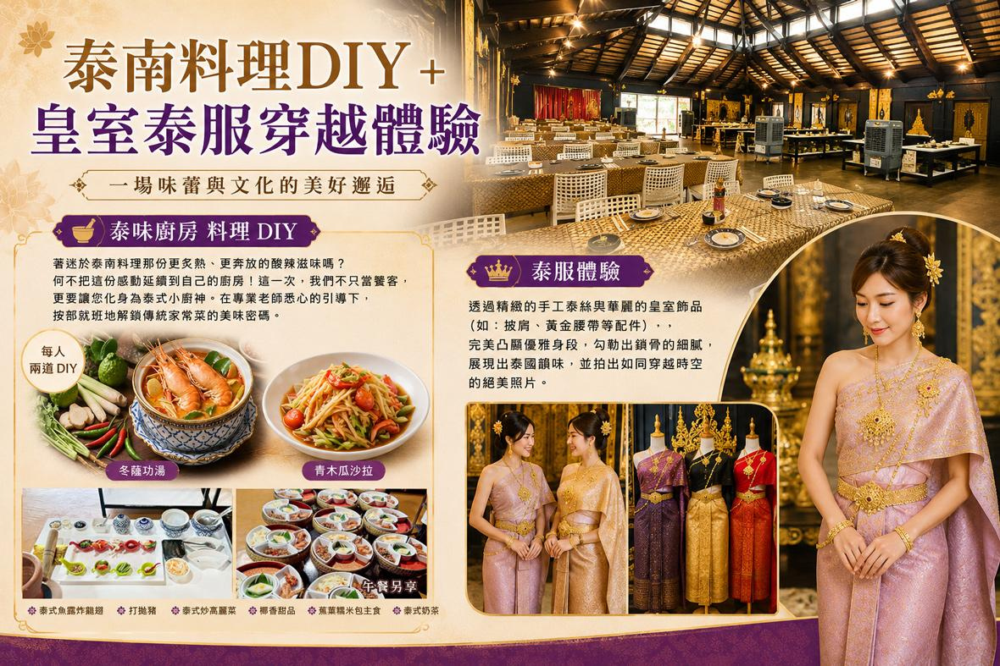 泰南料理DIY+
皇室泰服穿越體驗
一場味蕾與文化的美好邂逅
泰味廚房 料理 DIY
著迷於泰南料理那份更炙熱、更奔放的酸辣滋味嗎？
何不把這份感動延續到自己的廚房！這一次，我們不只當饕客，
更要讓您化身為泰式小廚神。在專業老師悉心的引導下，
按部就班地解鎖傳統家常菜的美味密碼。
每人
兩道 DIY
冬薩功湯
青木瓜沙拉
午餐另享
泰式魚露炸雞翅
打拋豬
泰式炒高麗菜
椰香甜品
蕉葉糯米包主食
泰式奶茶
泰服體驗
透過精緻的手工泰絲與華麗的皇室飾品
（如：披肩、黃金腰帶等配件），，
完美凸顯優雅身段，勾勒出鎖骨的細膩，
展現出泰國韻味，並拍出如同穿越時空
的絕美照片。